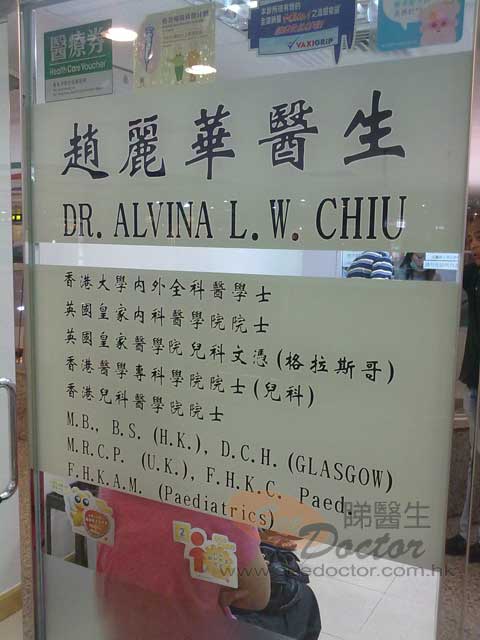 醫療券
Health Care Voucher
VAXIGRIP
趙麗華醫生
DR. ALVINA L. W. CHIU
香港大學內外全科醫學士
英國皇家內科醫學院院士
英國皇家醫學院兒科文憑(格拉斯哥)
香港醫學專科學院院士(兒科)
香港兒科醫學院院士
M.B., B.S. (H.K.), D.C.H. (GLASGOW)
M.R.C.P. (U.K.), F.H.K.C. Paed.
F.H.K.A.M. (Paediatrics)
睇醫生
Doctor
www.seedoctor.com.hk